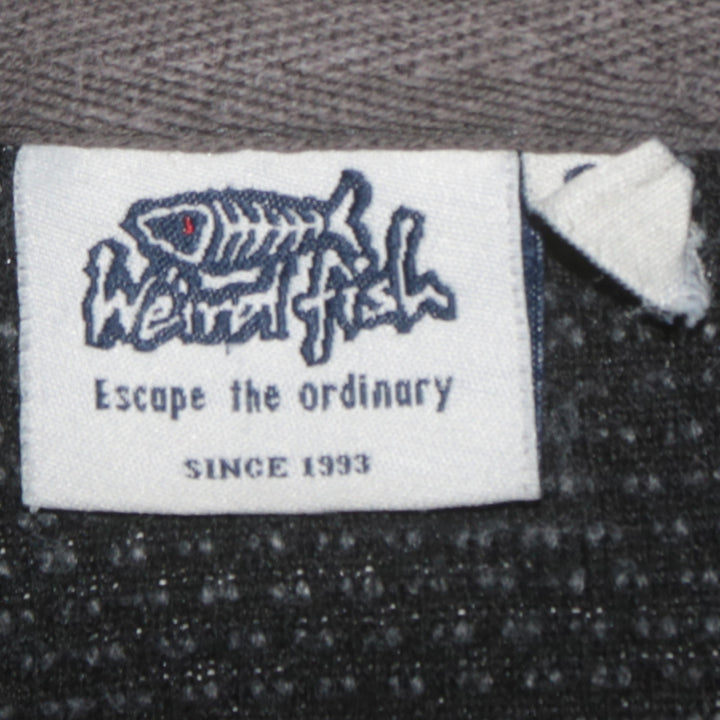 Weird fish
Escape the ordinary
SINCE 1993